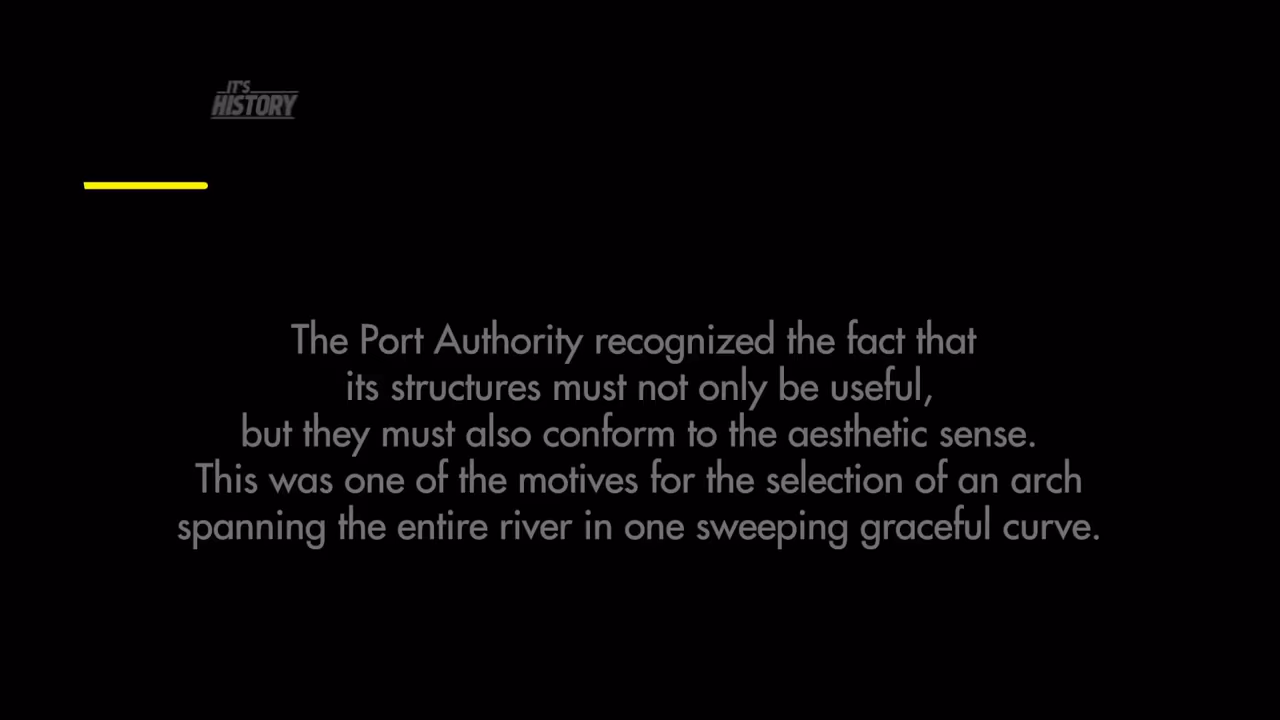 IT'S
HISTORY
The Port Authority recognized the fact that
its structures must not only be useful,
but they must also conform to the aesthetic sense.
This was one of the motives for the selection of an arch
spanning the entire river in one sweeping graceful curve.